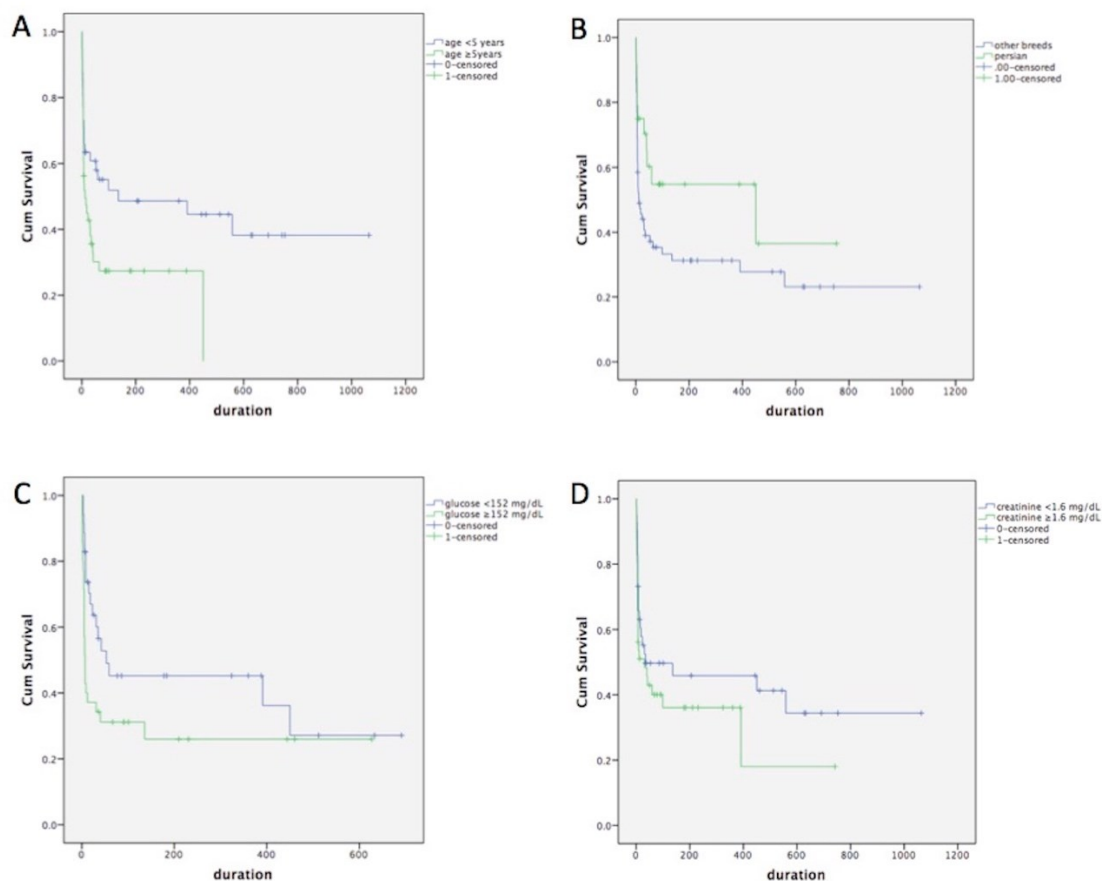 A
age <5 years
age ≥5years
0-censored
1-censored
Cum Survival
1.0
0.8
0.6
0.4
0.2
0.0
0 200 400 600 800 1000 1200
duration
B
other breeds
persian
.00-censored
1.00-censored
Cum Survival
1.0
0.8
0.6
0.4
0.2
0.0
0 200 400 600 800 1000 1200
duration
C
glucose <152 mg/dL
glucose ≥152 mg/dL
0-censored
1-censored
Cum Survival
1.0
0.8
0.6
0.4
0.2
0.0
0 200 400 600
duration
D
creatinine <1.6 mg/dL
creatinine ≥1.6 mg/dL
0-censored
1-censored
Cum Survival
1.0
0.8
0.6
0.4
0.2
0.0
0 200 400 600 800 1000 1200
duration